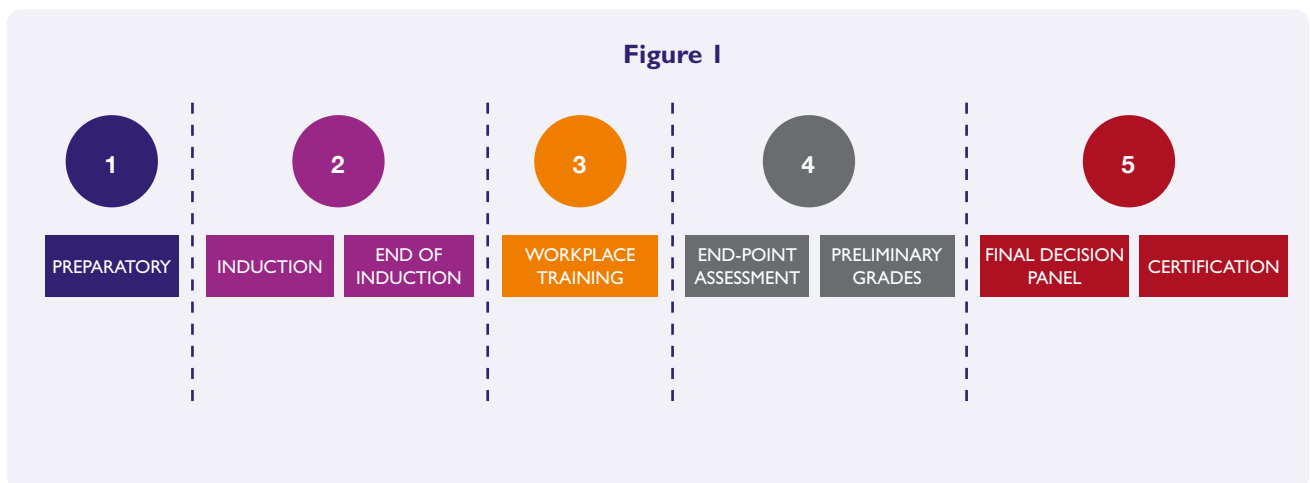 Figure 1
1
2
3
4
5
PREPARATORY
INDUCTION
END OF
INDUCTION
WORKPLACE
TRAINING
END-POINT
ASSESSMENT
PRELIMINARY
GRADES
FINAL DECISION
PANEL
CERTIFICATION